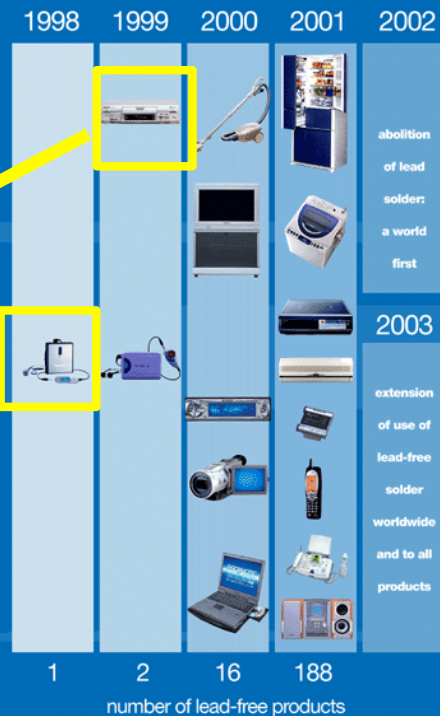 1998 1999 2000 2001 2002
abolition
of lead
solder:
a world
first
2003
extension
of use of
lead-free
solder
worldwide
and to all
products
1 2 16 188
number of lead-free products